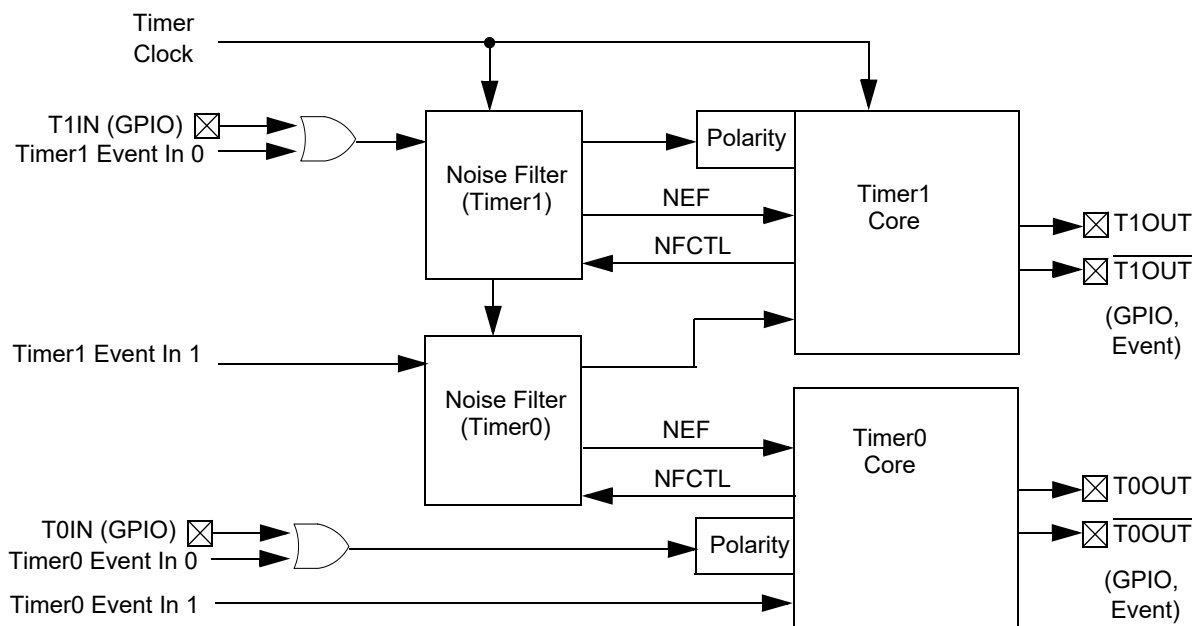 Timer
Clock
T1IN (GPIO)
Timer1 Event In 0
Polarity
Noise Filter
(Timer1)
NEF
NFCTL
Timer1
Core
T1OUT
T1OUT
(GPIO,
Event)
Timer1 Event In 1
Noise Filter
(Timer0)
NEF
NFCTL
Timer0
Core
T0OUT
T0OUT
(GPIO,
Event)
T0IN (GPIO)
Timer0 Event In 0
Polarity
Timer0 Event In 1